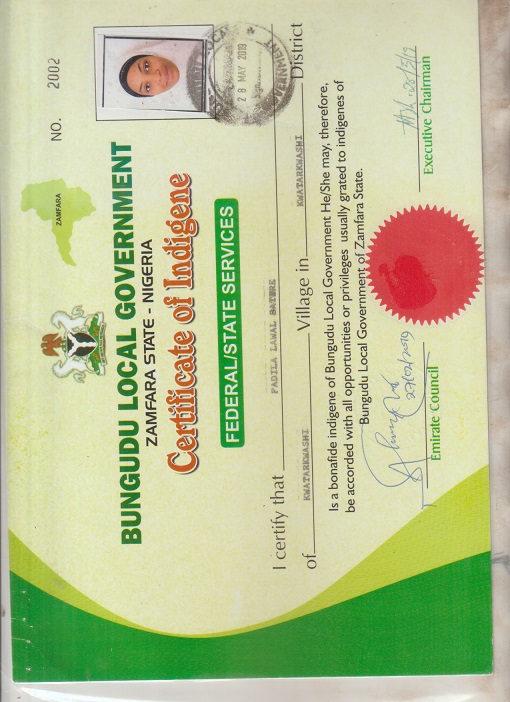 NO. 2002
ZAMFARA
BUNGUDU LOCAL GOVERNMENT
ZAMFARA STATE - NIGERIA
Certificate of Indigene
FEDERAL/STATE SERVICES
28 MAY 2019
I certify that FADILA LAWAL BATURE
of KWATARKWASHI Village in KWATARKWASHI District
Is a bonafide indigene of Bungudu Local Government He/She may, therefore,
be accorded with all opportunities or privileges usually grated to indigenes of
Bungudu Local Government of Zamfara State.
Emirate Council
Executive Chairman